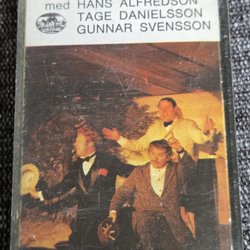 med HANS ALFREDSON
TAGE DANIELSSON
GUNNAR SVENSSON